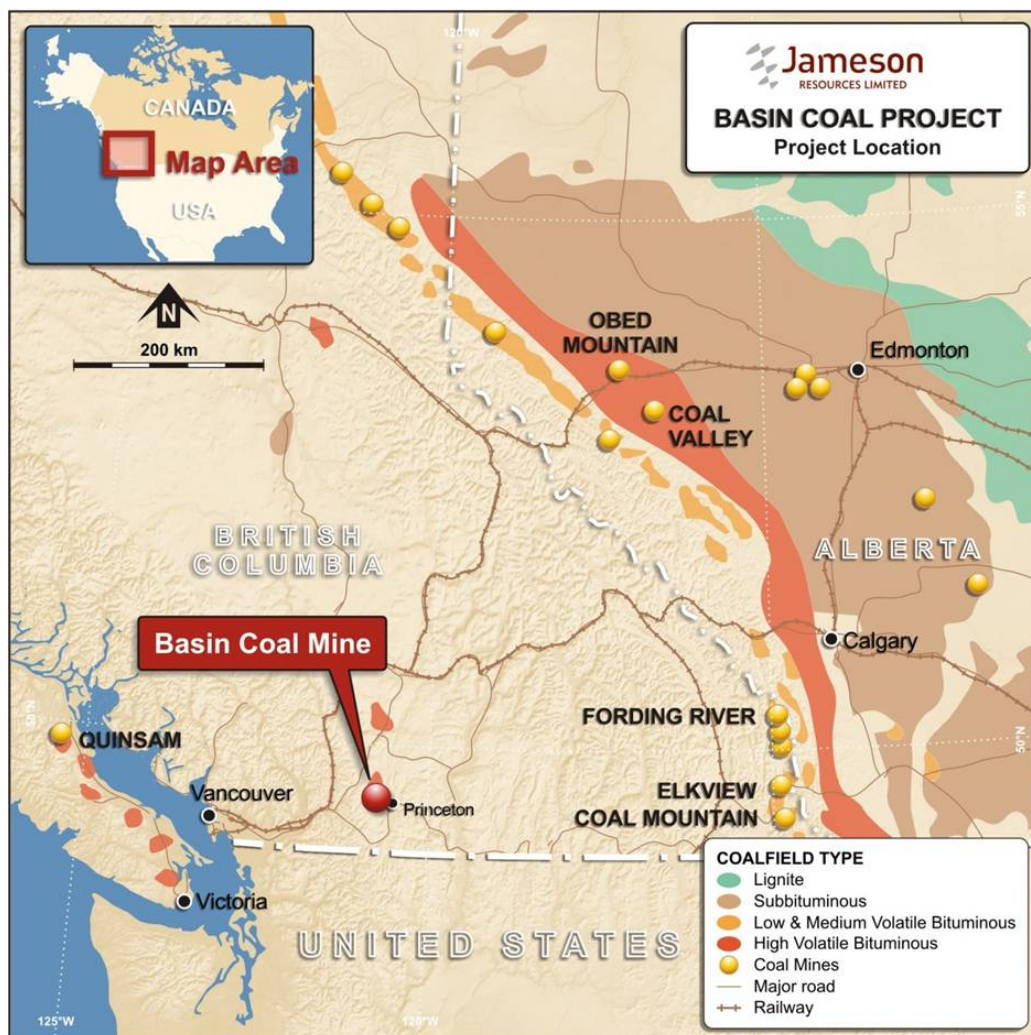 120°W
CANADA
Map Area
USA
Jameson
RESOURCES LIMITED
BASIN COAL PROJECT
Project Location
55°N
N
200 km
OBED
MOUNTAIN
Edmonton
COAL
VALLEY
BRITISH
COLUMBIA
ALBERTA
Basin Coal Mine
Calgary
50°N
FORDING RIVER
50°N
QUINSAM
Vancouver
Princeton
ELKVIEW
COAL MOUNTAIN
Victoria
UNITED STATES
COALFIELD TYPE
Lignite
Subbituminous
Low & Medium Volatile Bituminous
High Volatile Bituminous
Coal Mines
Major road
Railway
125°W
120°W